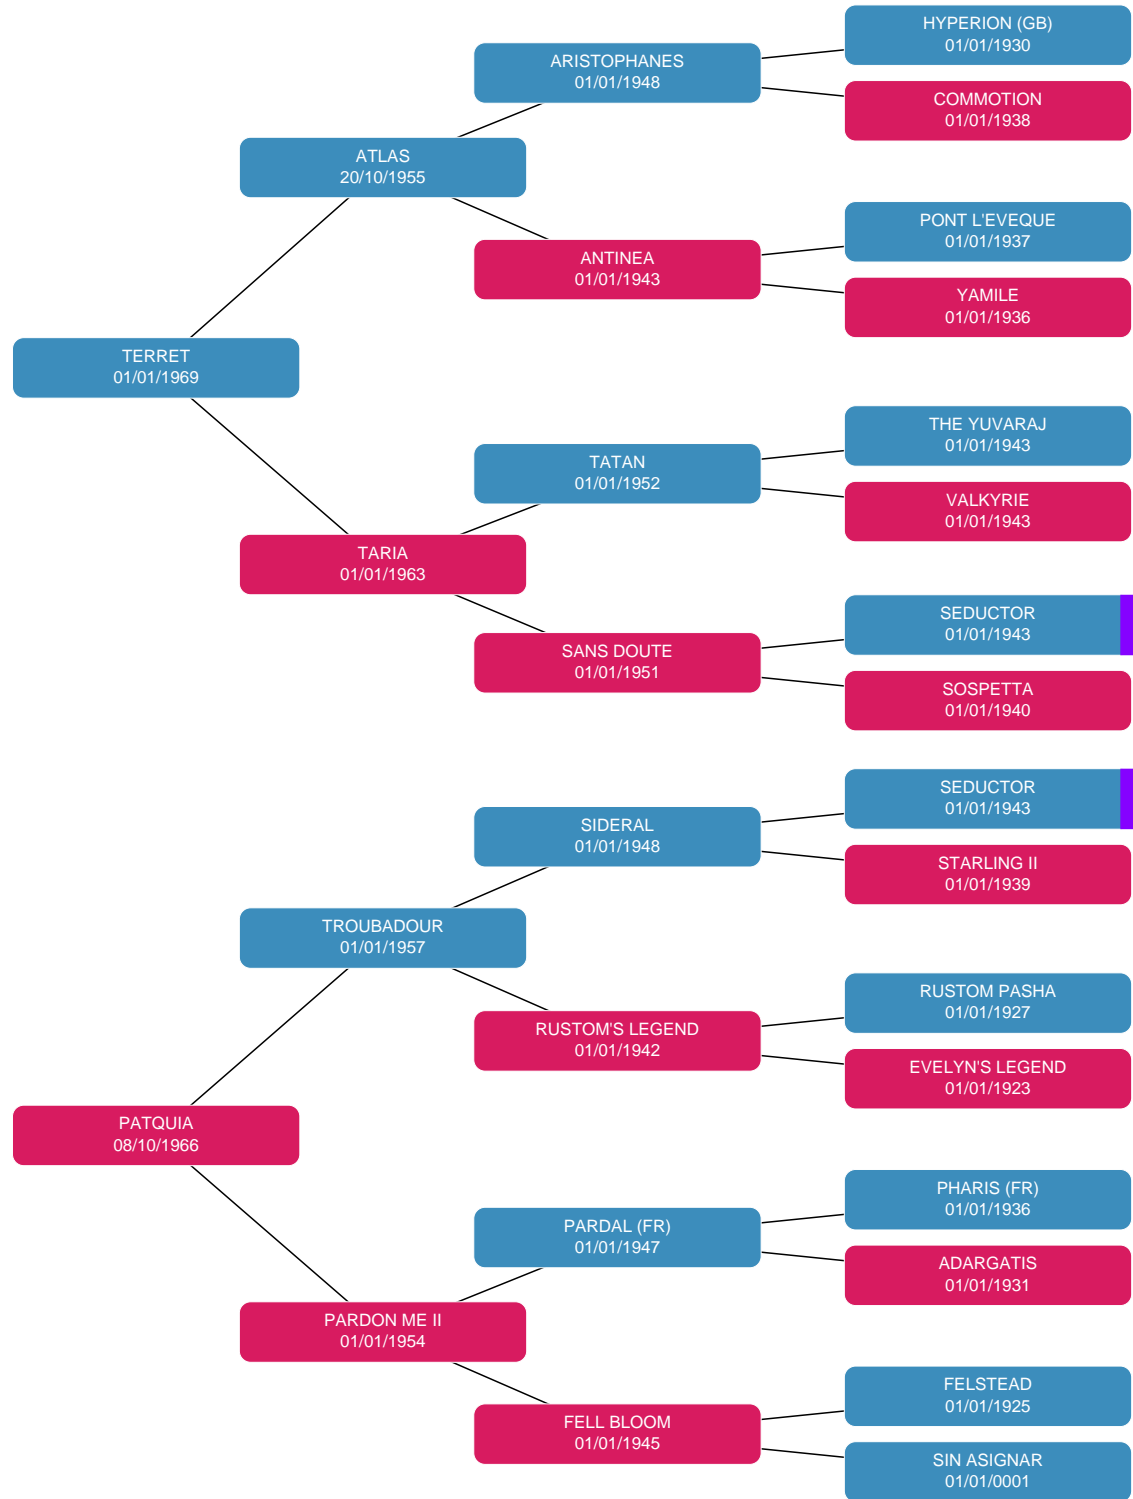 HYPERION (GB)
01/01/1930
ARISTOPHANES
01/01/1948
COMMOTION
01/01/1938
ATLAS
20/10/1955
PONT L'EVEQUE
01/01/1937
ANTINEA
01/01/1943
YAMILE
01/01/1936
TERRET
01/01/1969
THE YUVARAJ
01/01/1943
TATAN
01/01/1952
VALKYRIE
01/01/1943
TARIA
01/01/1963
SEDUCTOR
01/01/1943
SANS DOUTE
01/01/1951
SOSPETTA
01/01/1940
SEDUCTOR
01/01/1943
SIDERAL
01/01/1948
STARLING II
01/01/1939
TROUBADOUR
01/01/1957
RUSTOM PASHA
01/01/1927
RUSTOM'S LEGEND
01/01/1942
EVELYN'S LEGEND
01/01/1923
PATQUIA
08/10/1966
PHARIS (FR)
01/01/1936
PARDAL (FR)
01/01/1947
ADARGATIS
01/01/1931
PARDON ME II
01/01/1954
FELSTEAD
01/01/1925
FELL BLOOM
01/01/1945
SIN ASIGNAR
01/01/0001